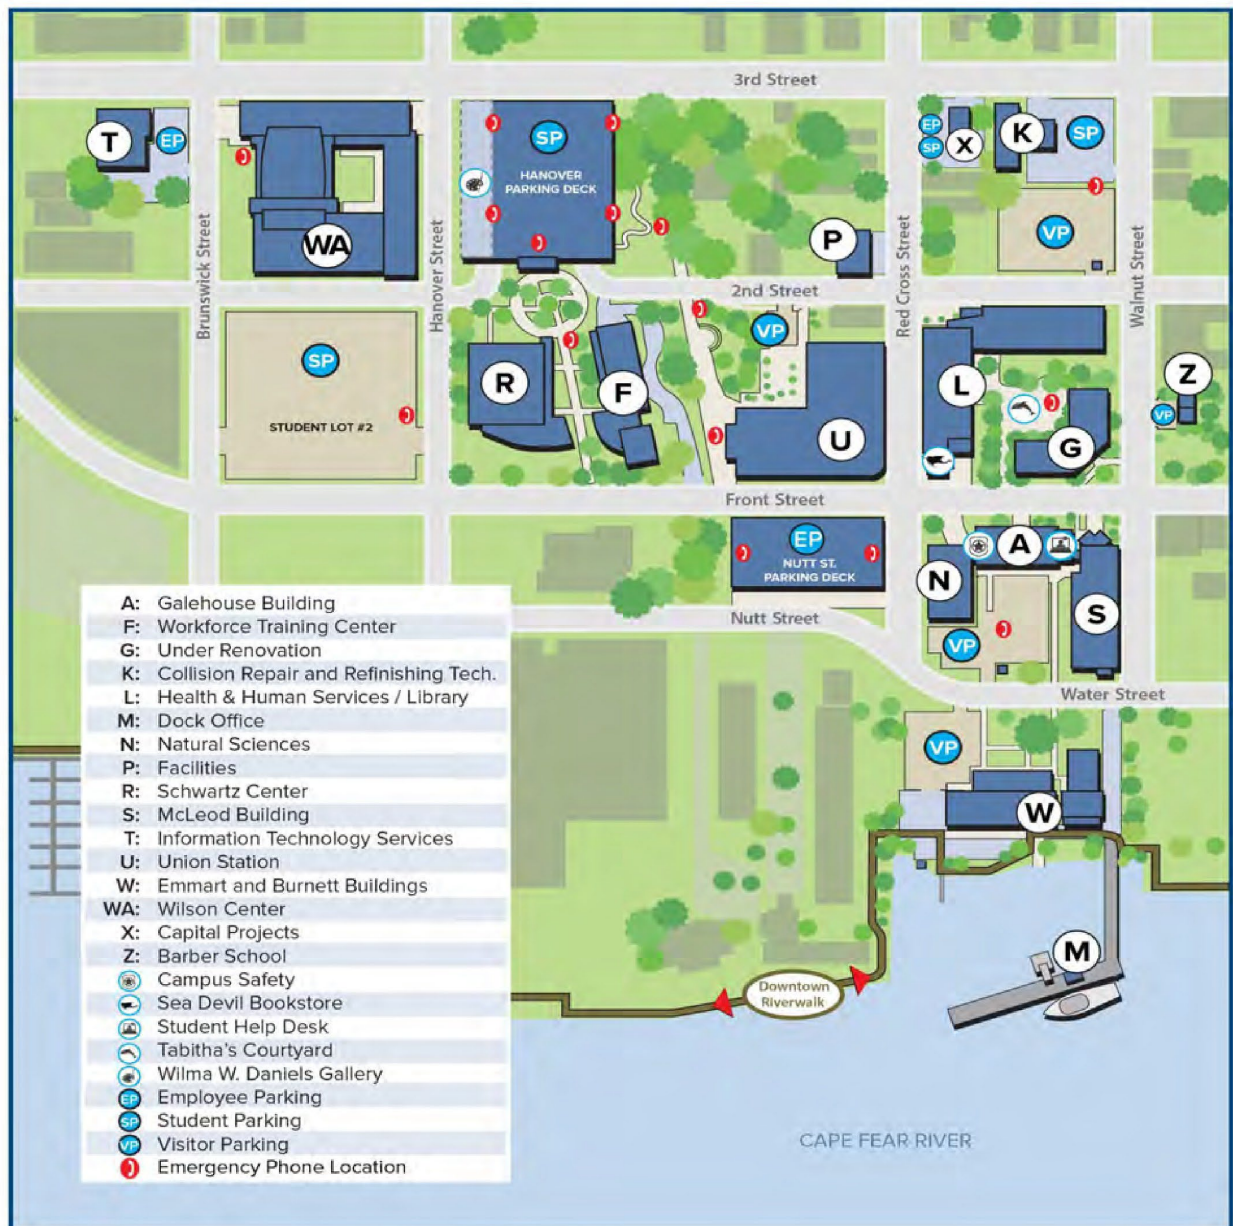 3rd Street
T
EP
WA
SP
HANOVER
PARKING DECK
EP
SP
X
K
SP
VP
P
Brunswick Street
Hanover Street
Red Cross Street
Walnut Street
2nd Street
SP
STUDENT LOT #2
R
F
VP
U
L
G
Z
VP
Front Street
EP
NUTT ST.
PARKING DECK
N
A
S
VP
Nutt Street
Water Street
VP
W
M
Downtown
Riverwalk
CAPE FEAR RIVER
A: Galehouse Building
F: Workforce Training Center
G: Under Renovation
K: Collision Repair and Refinishing Tech.
L: Health & Human Services / Library
M: Dock Office
N: Natural Sciences
P: Facilities
R: Schwartz Center
S: McLeod Building
T: Information Technology Services
U: Union Station
W: Emmart and Burnett Buildings
WA: Wilson Center
X: Capital Projects
Z: Barber School
Campus Safety
Sea Devil Bookstore
Student Help Desk
Tabitha's Courtyard
Wilma W. Daniels Gallery
EP Employee Parking
SP Student Parking
VP Visitor Parking
Emergency Phone Location